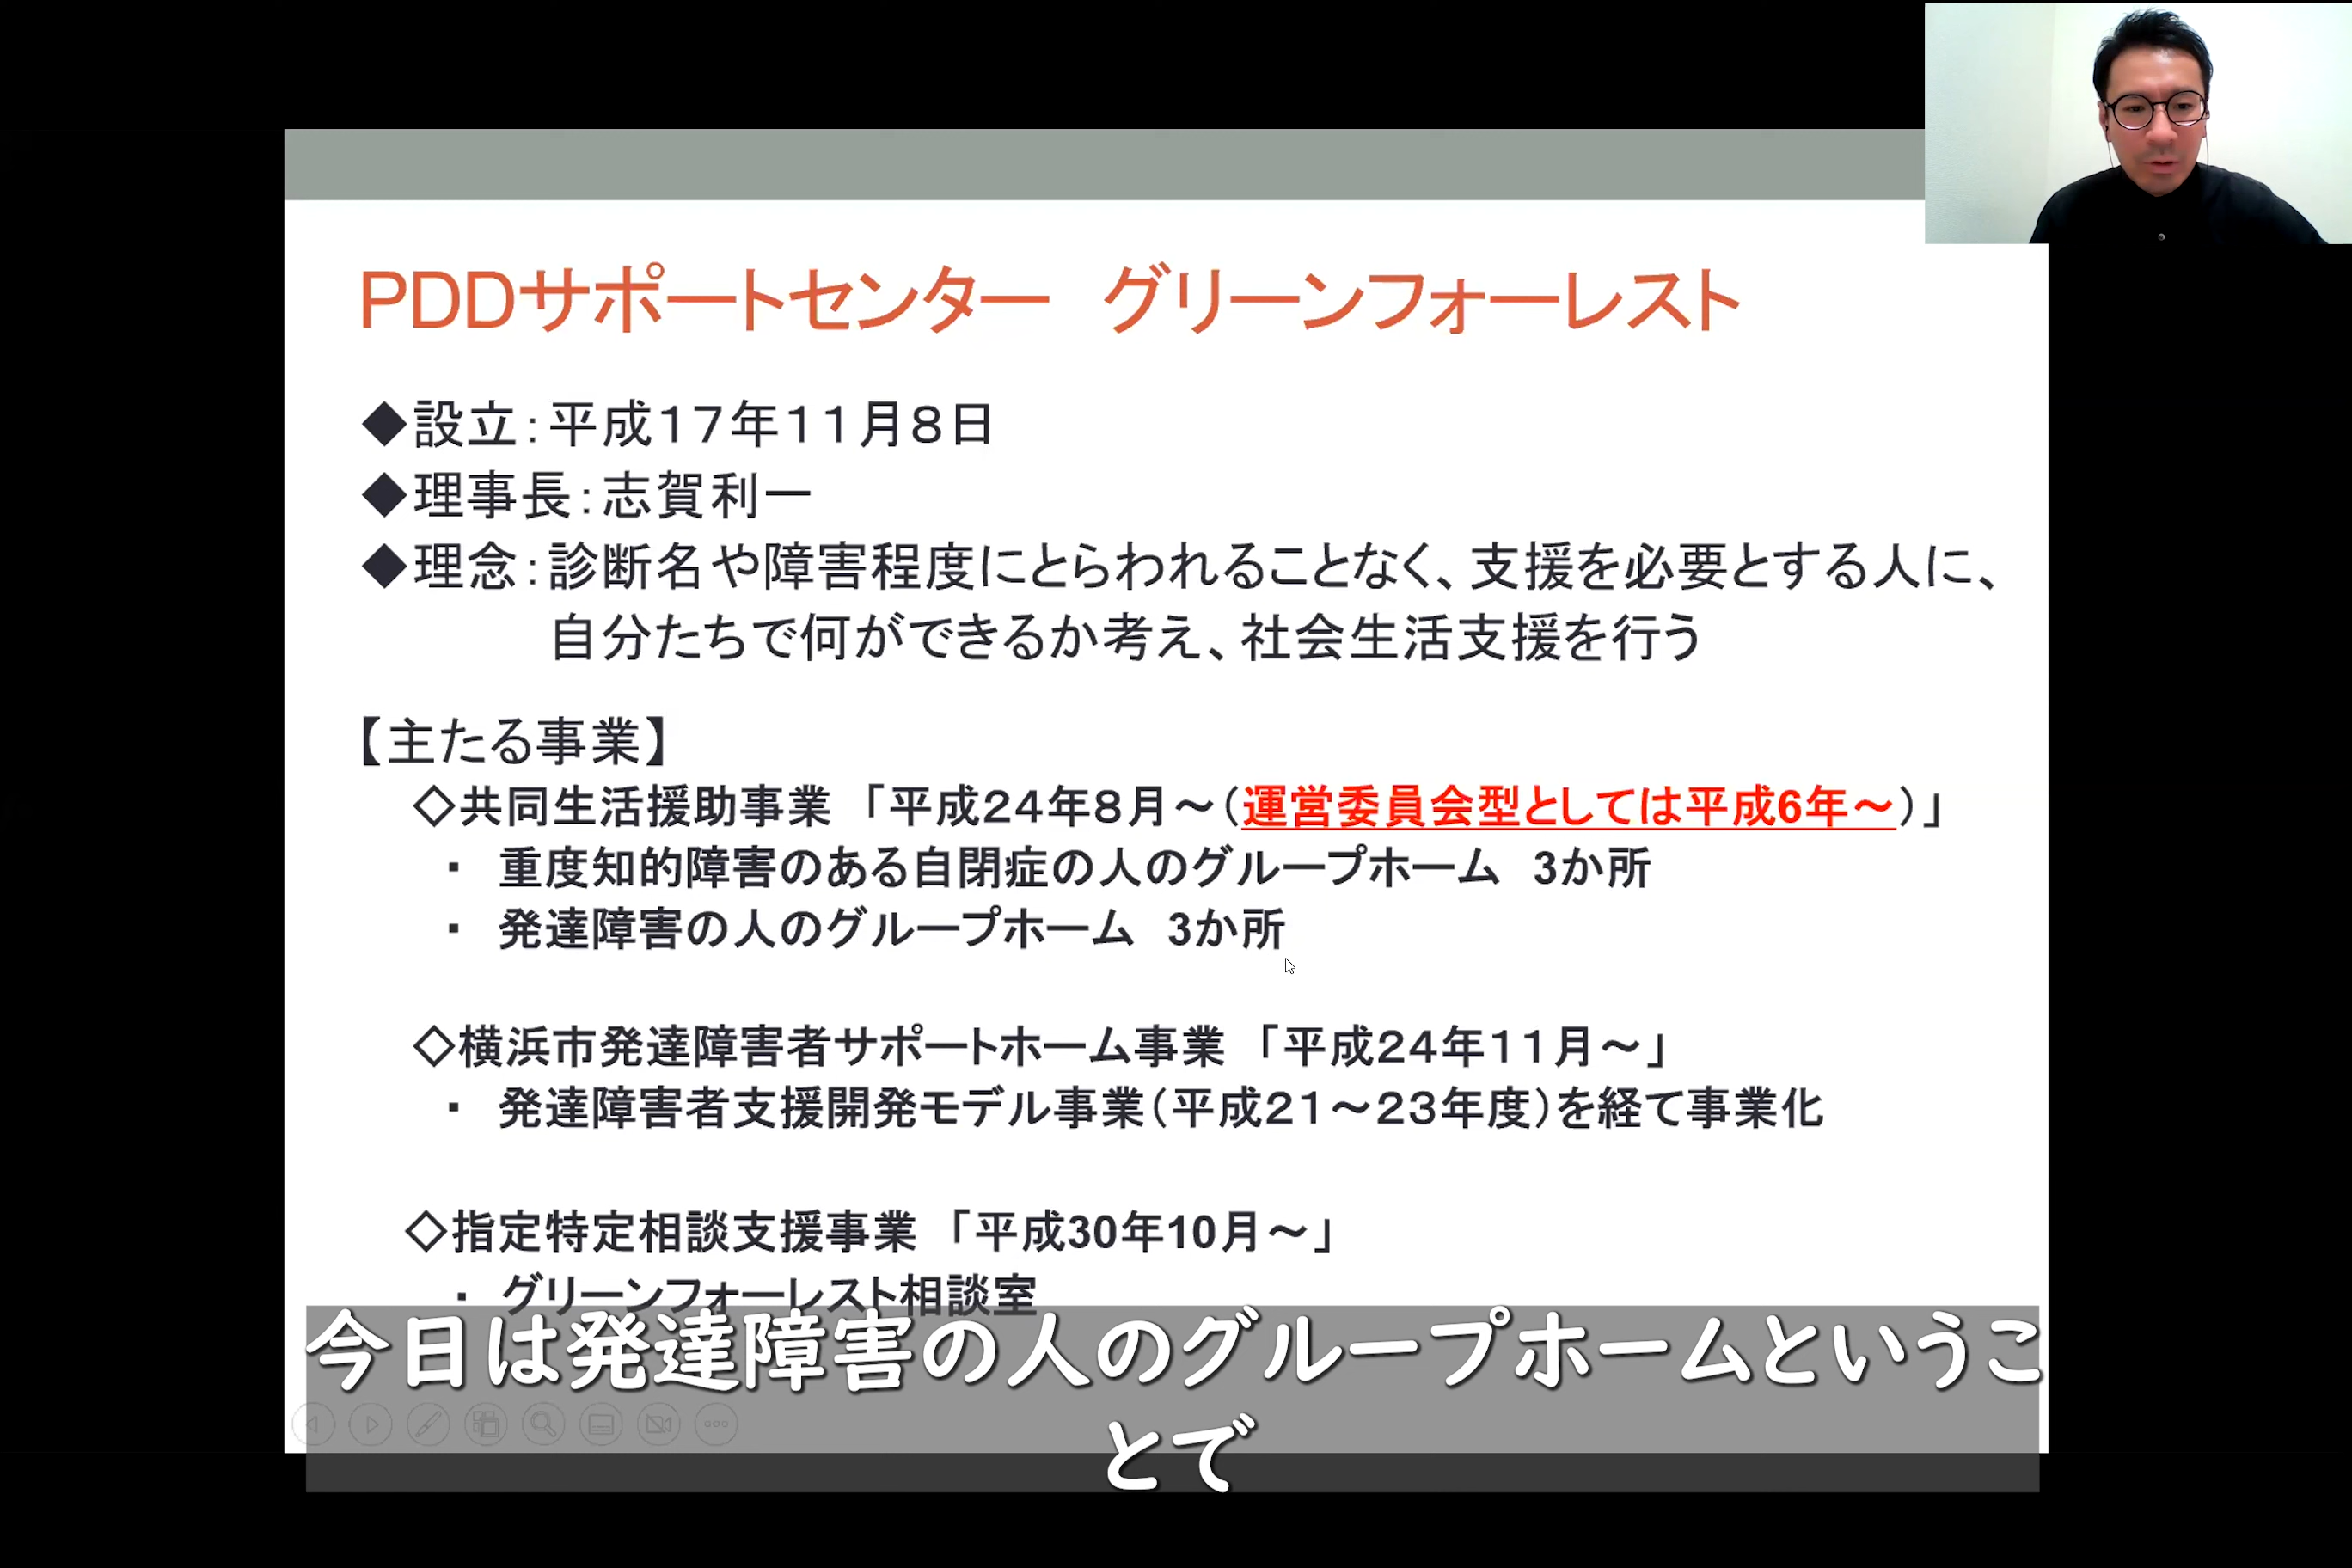 PDDサポートセンター　グリーンフォーレスト
◆設立：平成１７年１１月８日
◆理事長：志賀利一
◆理念：診断名や障害程度にとらわれることなく、支援を必要とする人に、
自分たちで何ができるか考え、社会生活支援を行う
【主たる事業】
◇共同生活援助事業 「平成２４年８月～（運営委員会型としては平成6年～）」
・ 重度知的障害のある自閉症の人のグループホーム　3か所
・ 発達障害の人のグループホーム　3か所
◇横浜市発達障害者サポートホーム事業 「平成２４年１１月～」
・ 発達障害者支援開発モデル事業（平成２１～２３年度）を経て事業化
◇指定特定相談支援事業 「平成30年10月～」
・ グリーンフォーレスト相談室
今日は発達障害の人のグループホームというこ
とで